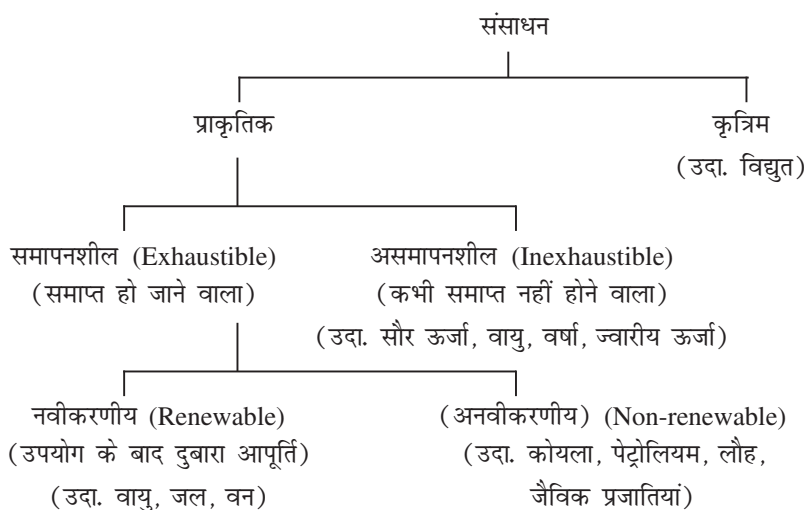 संसाधन
प्राकृतिक
कृत्रिम
(उदा. विद्युत)
समापनशील (Exhaustible)
(समाप्त हो जाने वाला)
असमापनशील (Inexhaustible)
(कभी समाप्त नहीं होने वाला)
(उदा. सौर ऊर्जा, वायु, वर्षा, ज्वारीय ऊर्जा)
नवीकरणीय (Renewable)
(उपयोग के बाद दुबारा आपूर्ति)
(उदा. वायु, जल, वन)
(अनवीकरणीय) (Non-renewable)
(उदा. कोयला, पेट्रोलियम, लौह,
जैविक प्रजातियां)